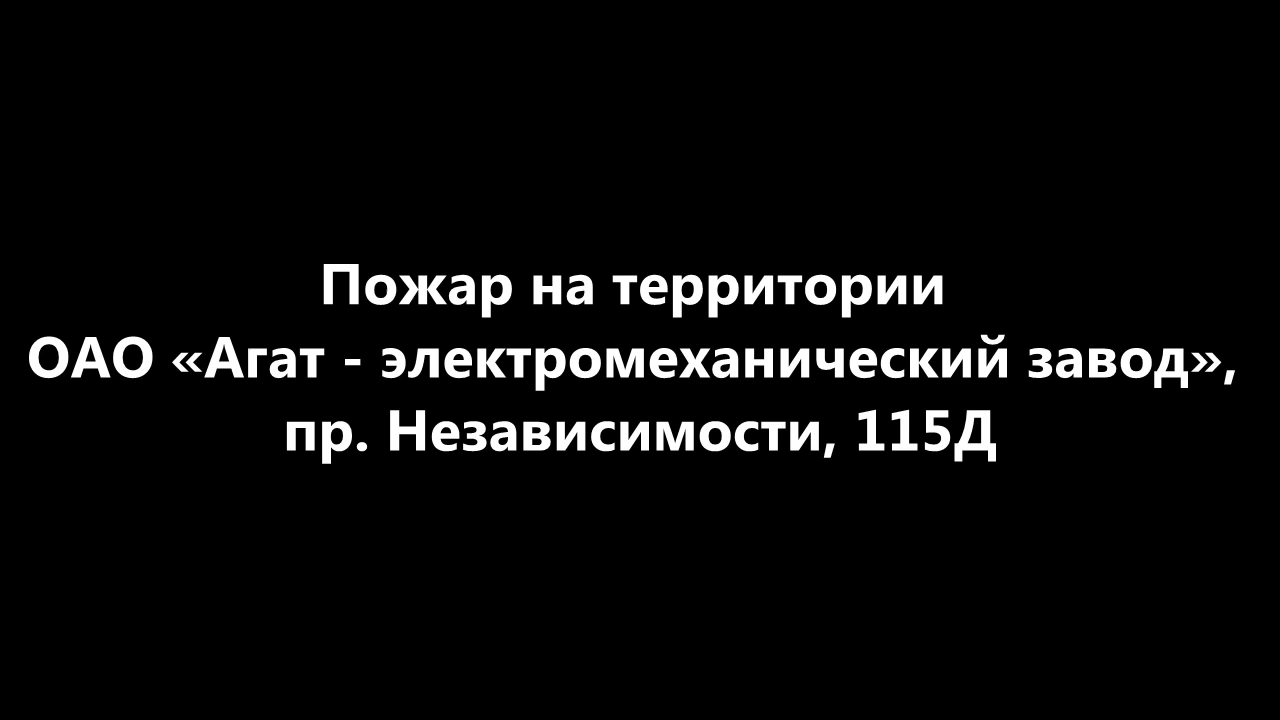 Пожар на территории
ОАО «Агат - электромеханический завод»,
пр. Независимости, 115Д